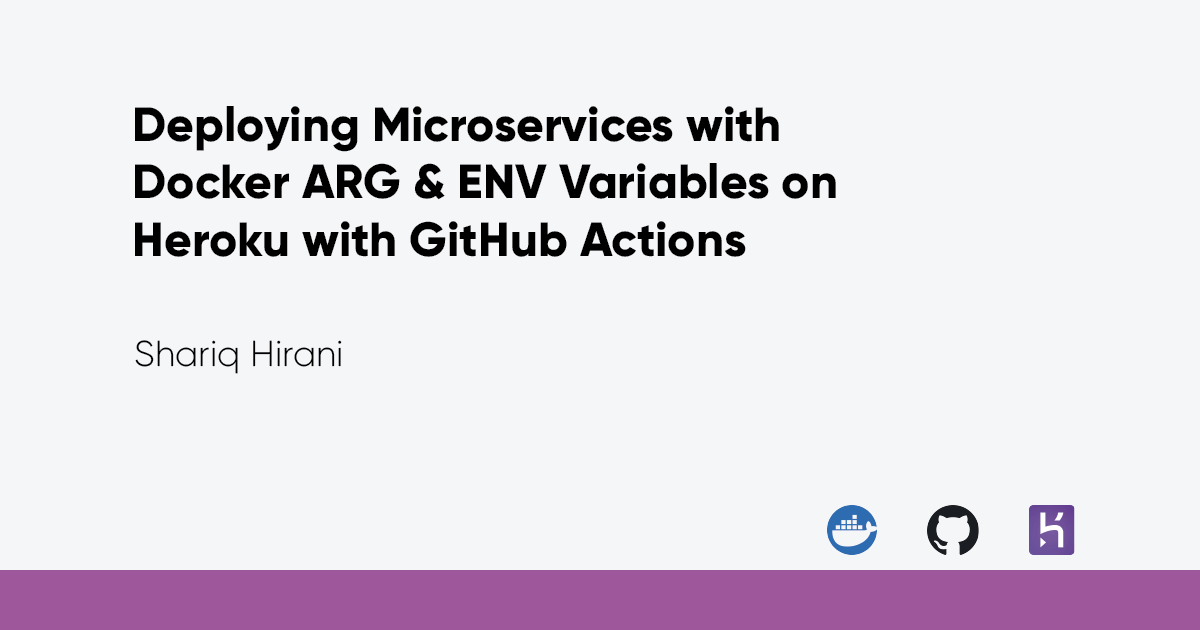 Deploying Microservices with
Docker ARG & ENV Variables on
Heroku with GitHub Actions
Shariq Hirani